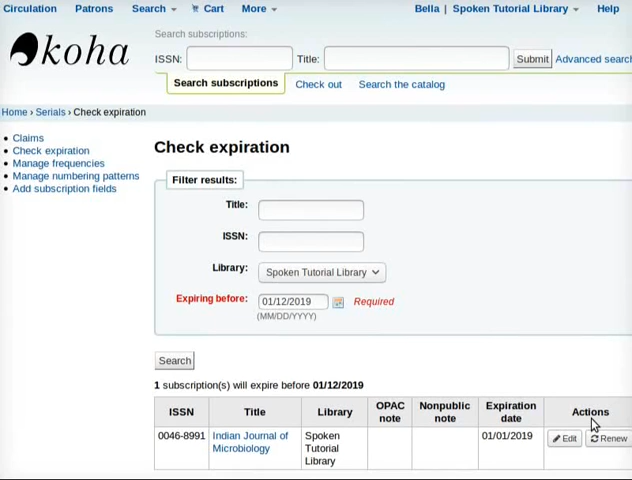 Circulation Patrons Search Cart More Bella | Spoken Tutorial Library Help
koha
Search subscriptions:
ISSN: Title: Submit Advanced search
Search subscriptions Check out Search the catalog
Home › Serials › Check expiration
Claims
Check expiration
Manage frequencies
Manage numbering patterns
Add subscription fields
Check expiration
Filter results:
Title:
ISSN:
Library: Spoken Tutorial Library
Expiring before: 01/12/2019 Required
(MM/DD/YYYY)
Search
1 subscription(s) will expire before 01/12/2019
ISSN Title Library OPAC note Nonpublic note Expiration date Actions
0046-8991 Indian Journal of Microbiology Spoken Tutorial Library 01/01/2019 Edit Renew